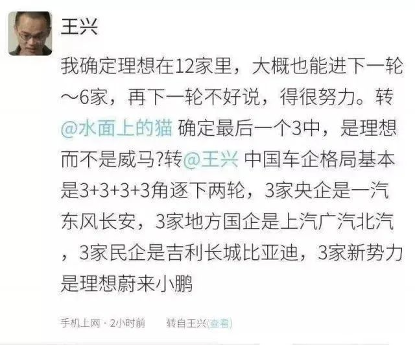 王兴
我确定理想在12家里，大概也能进下一轮
～6家，再下一轮不好说，得很努力。转
@水面上的猫 确定最后一个3中，是理想
而不是威马?转@王兴 中国车企格局基本
是3+3+3+3角逐下两轮，3家央企是一汽
东风长安，3家地方国企是上汽广汽北汽
，3家民企是吉利长城比亚迪，3家新势力
是理想蔚来小鹏
手机上网·2小时前 转自王兴(查看)